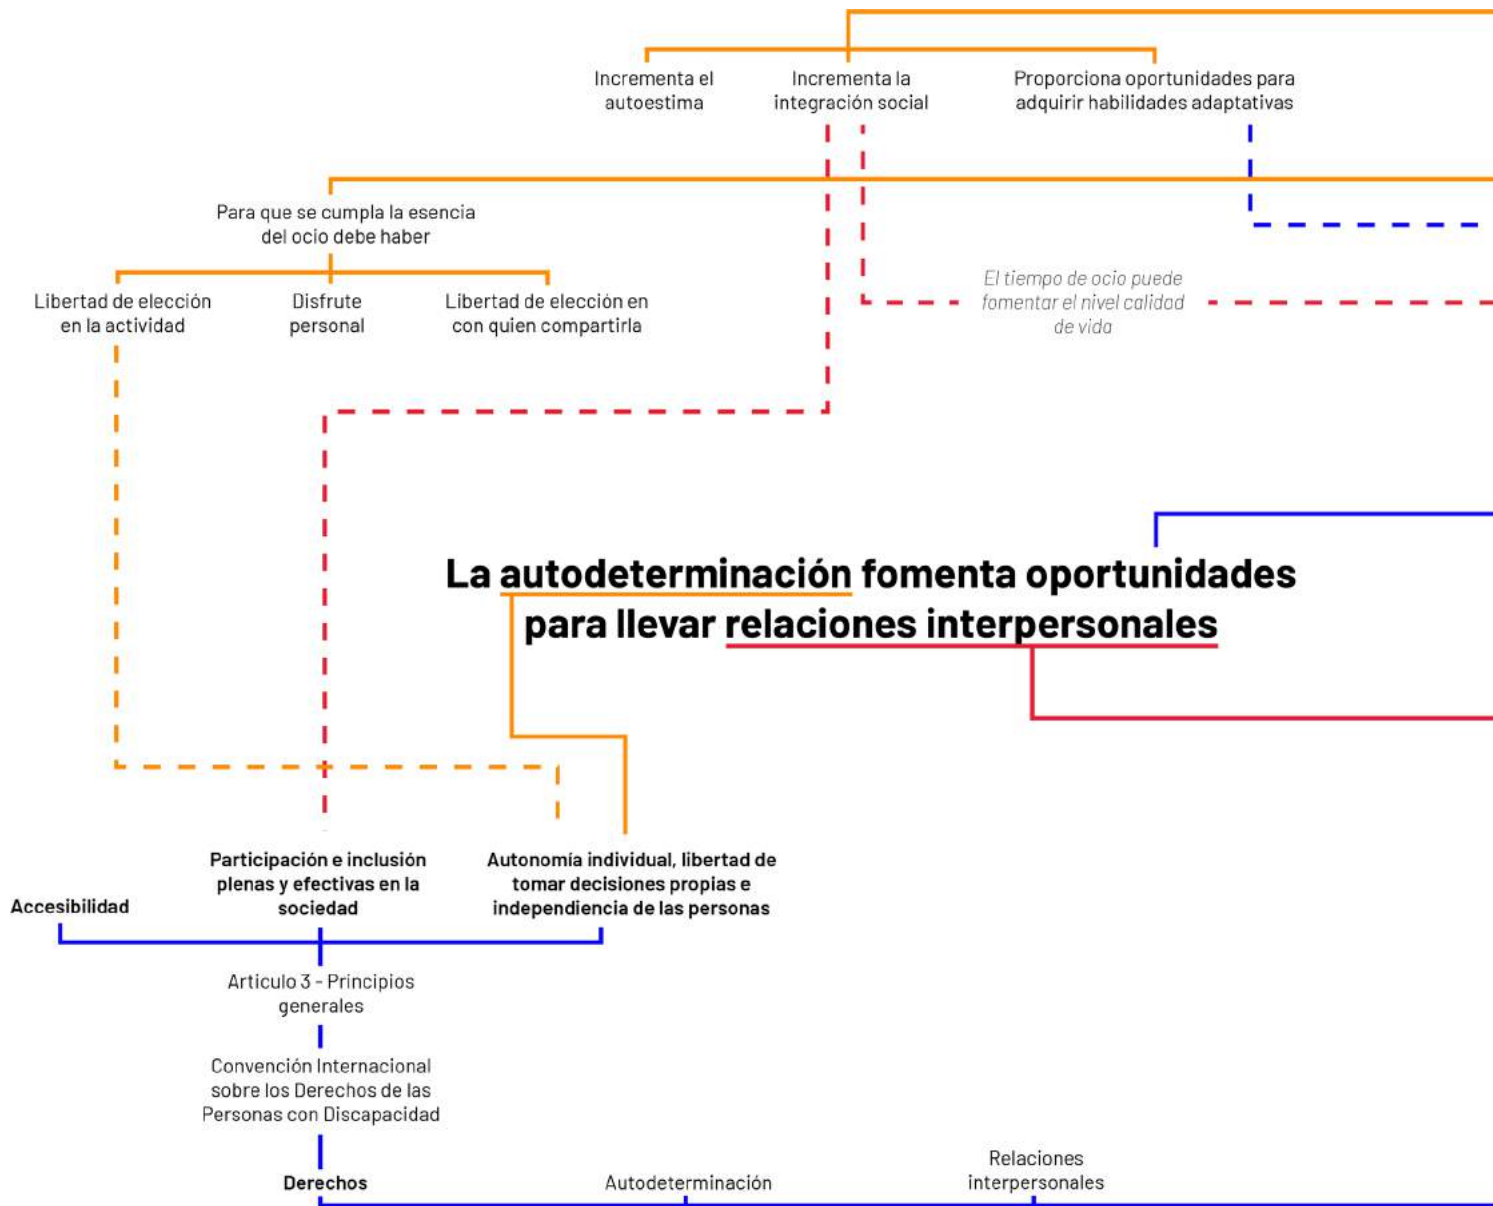 Incrementa el
autoestima
Incrementa la
integración social
Proporciona oportunidades para
adquirir habilidades adaptativas
Para que se cumpla la esencia
del ocio debe haber
Libertad de elección
en la actividad
Disfrute
personal
Libertad de elección en
con quien compartirla
El tiempo de ocio puede
fomentar el nivel calidad
de vida
La autodeterminación fomenta oportunidades
para llevar relaciones interpersonales
Accesibilidad
Participación e inclusión
plenas y efectivas en la
sociedad
Autonomía individual, libertad de
tomar decisiones propias e
independiencia de las personas
Articulo 3 - Principios
generales
Convención Internacional
sobre los Derechos de las
Personas con Discapacidad
Derechos
Autodeterminación
Relaciones
interpersonales